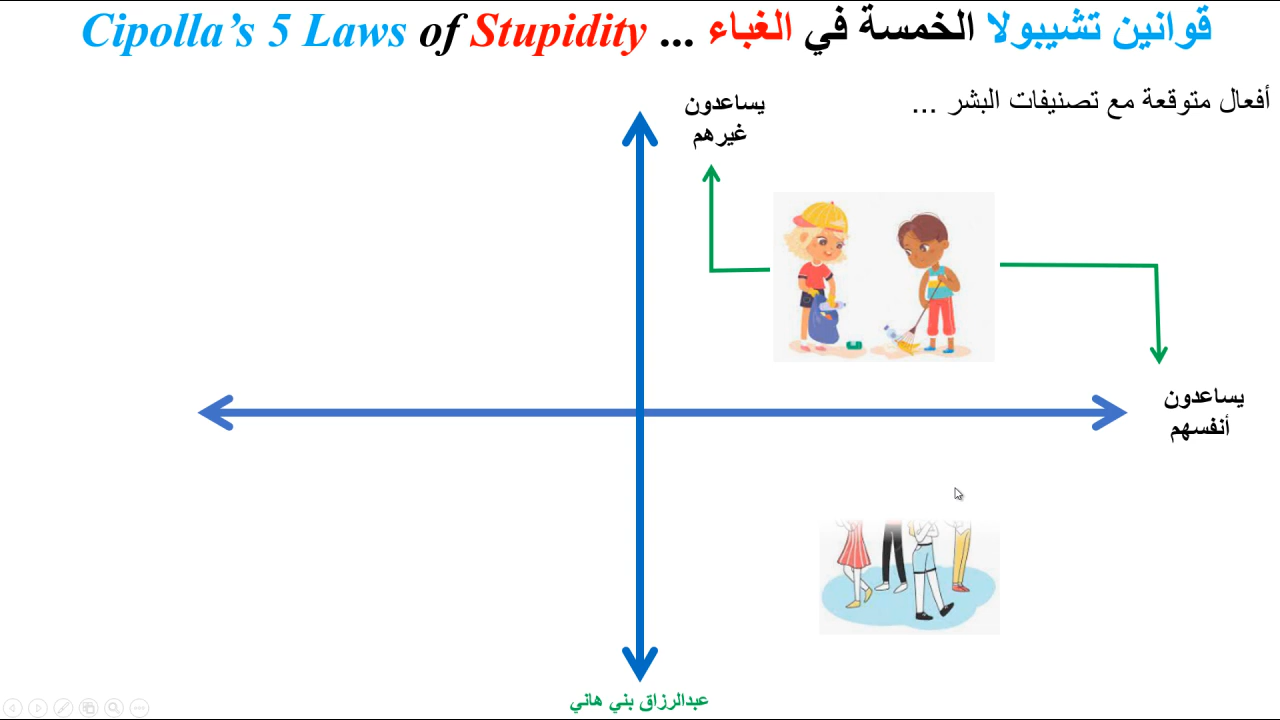 قوانين تشيبولا الخمسة في الغباء ... Cipolla's 5 Laws of Stupidity
أفعال متوقعة مع تصنيفات البشر ...
يساعدون
غيرهم
يساعدون
أنفسهم
عبدالرزاق بني هاني